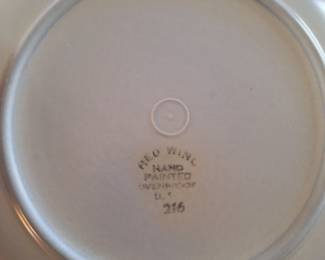 RED WING
HAND
PAINTED
OVENPROOF
216